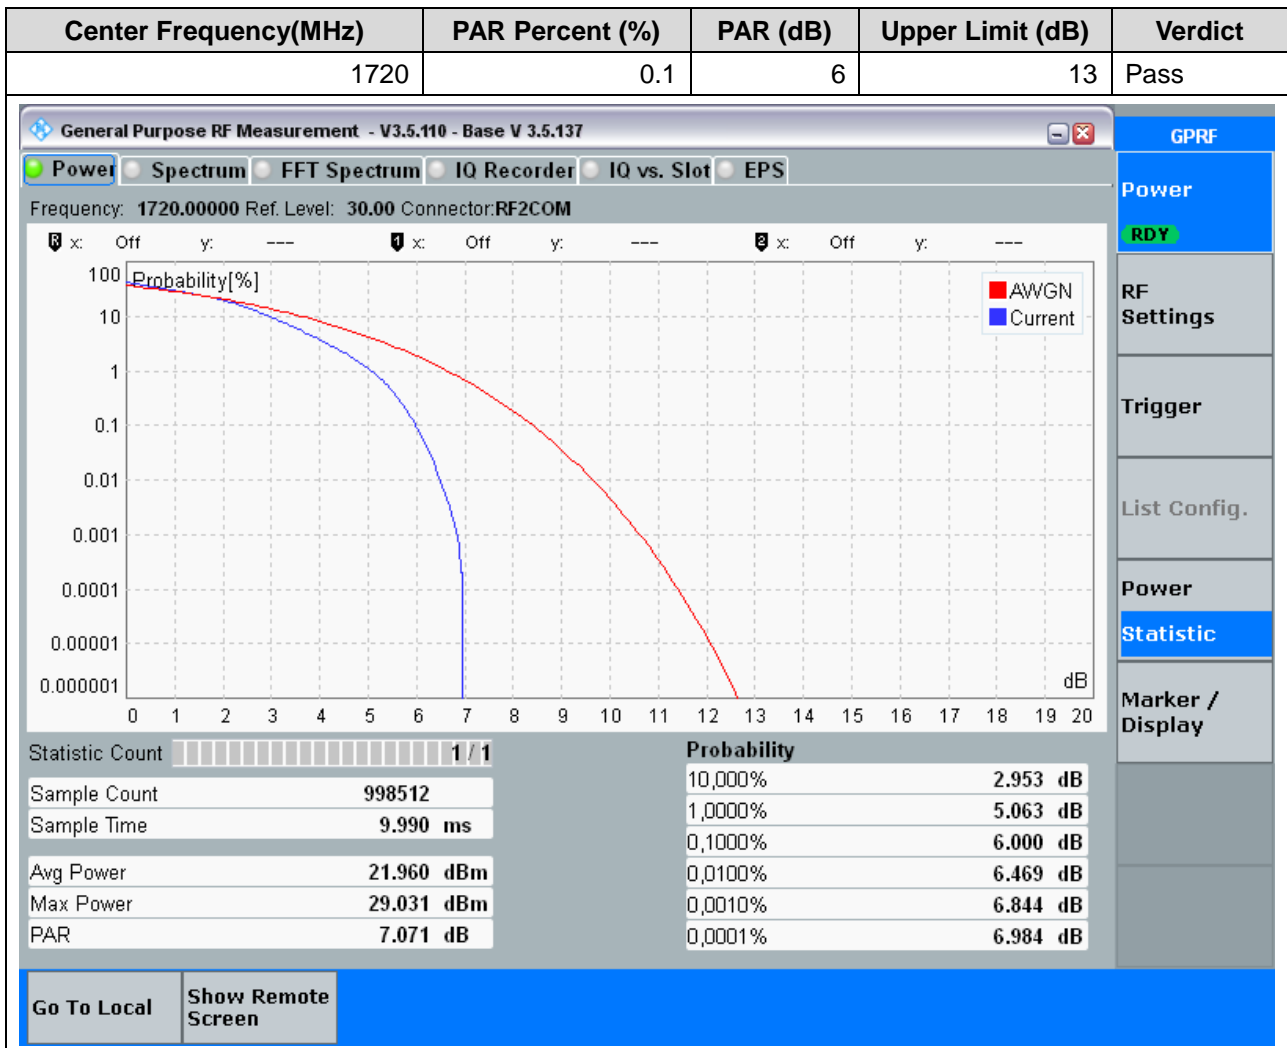 Center Frequency(MHz) PAR Percent (%) PAR (dB) Upper Limit (dB) Verdict
1720 0.1 6 13 Pass
General Purpose RF Measurement - V3.5.110 - Base V 3.5.137
GPRF
Power Spectrum FFT Spectrum IQ Recorder IQ vs. Slot EPS
Frequency: 1720.00000 Ref. Level: 30.00 Connector:RF2COM
R x: Off y: --- 1 x: Off y: --- 2 x: Off y: ---
Probability[%]
AWGN
Current
100
10
1
0.1
0.01
0.001
0.0001
0.00001
0.000001
dB
0 1 2 3 4 5 6 7 8 9 10 11 12 13 14 15 16 17 18 19 20
Statistic Count 1 / 1
Sample Count 998512
Sample Time 9.990 ms
Avg Power 21.960 dBm
Max Power 29.031 dBm
PAR 7.071 dB
Probability
10,000% 2.953 dB
1,0000% 5.063 dB
0,1000% 6.000 dB
0,0100% 6.469 dB
0,0010% 6.844 dB
0,0001% 6.984 dB
Power
RDY
RF
Settings
Trigger
List Config.
Power
Statistic
Marker /
Display
Go To Local
Show Remote
Screen